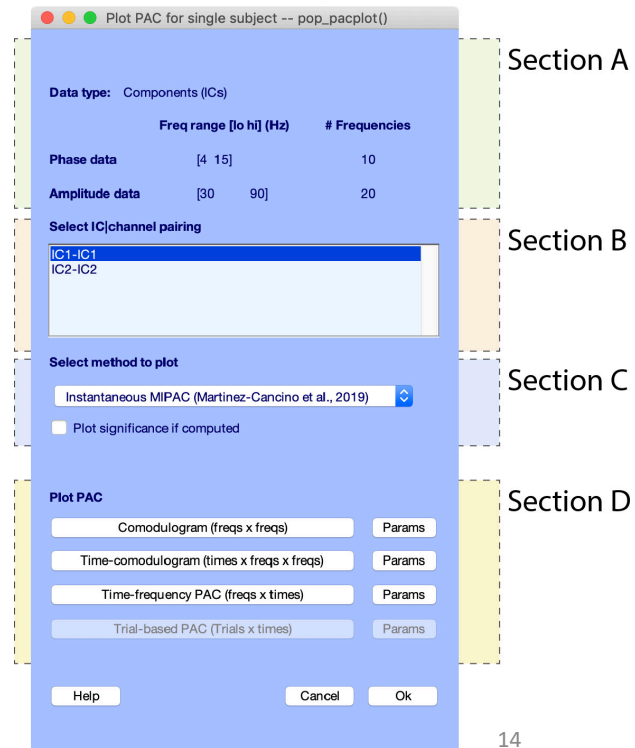 Plot PAC for single subject -- pop_pacplot()
Section A
Data type: Components (ICs)
Freq range [lo hi] (Hz) # Frequencies
Phase data [4 15] 10
Amplitude data [30 90] 20
Select IC|channel pairing
Section B
IC1-IC1
IC2-IC2
Select method to plot
Section C
Instantaneous MIPAC (Martinez-Cancino et al., 2019)
Plot significance if computed
Plot PAC
Section D
Comodulogram (freqs x freqs) Params
Time-comodulogram (times x freqs x freqs) Params
Time-frequency PAC (freqs x times) Params
Trial-based PAC (Trials x times) Params
Help Cancel Ok
14